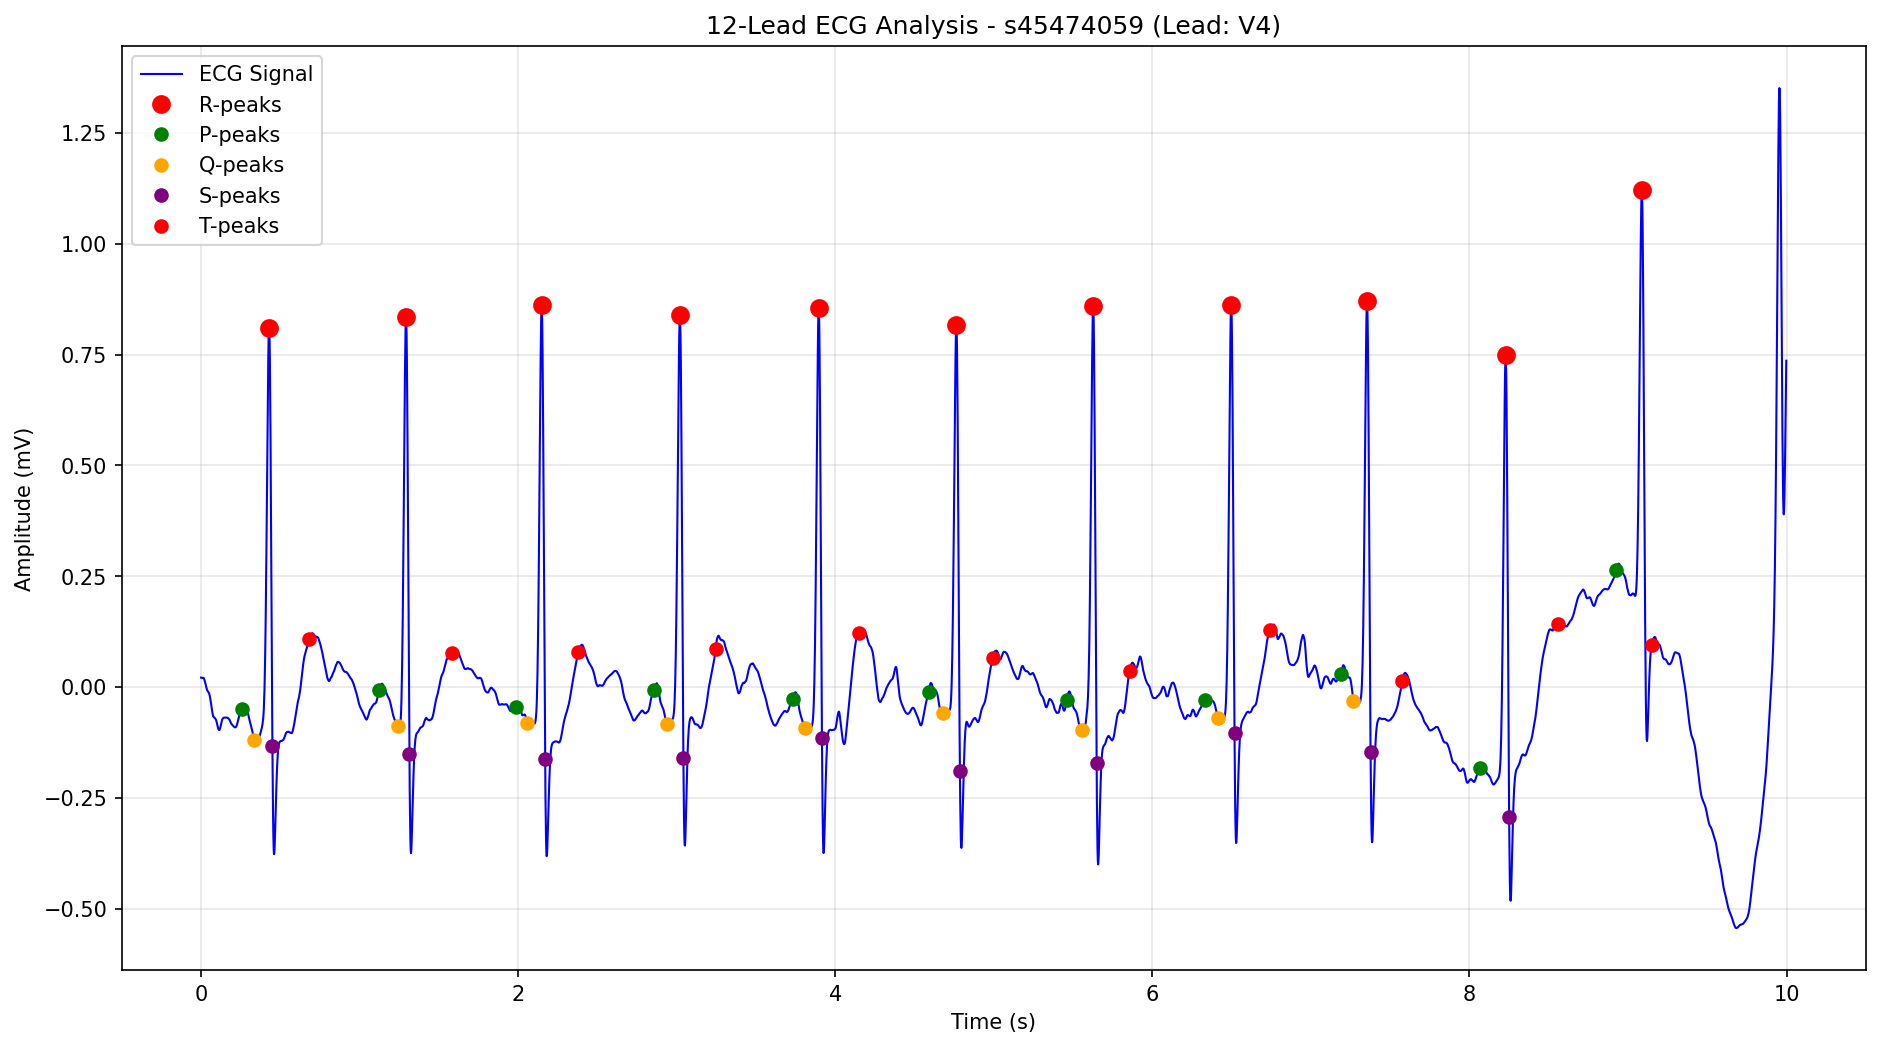 12-Lead ECG Analysis - s45474059 (Lead: V4)
ECG Signal
R-peaks
P-peaks
Q-peaks
S-peaks
T-peaks
Amplitude (mV)
1.25
1.00
0.75
0.50
0.25
0.00
−0.25
−0.50
0 2 4 6 8 10
Time (s)